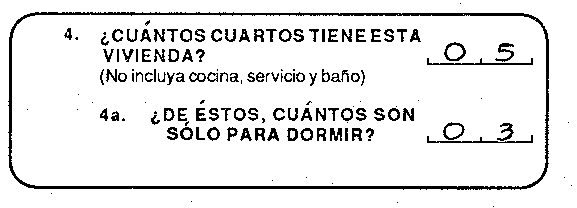 4. ¿CUÁNTOS CUARTOS TIENE ESTA
VIVIENDA? 0 5
(No incluya cocina, servicio y baño)
4a. ¿DE ÉSTOS, CUÁNTOS SON
SÓLO PARA DORMIR? 0 3